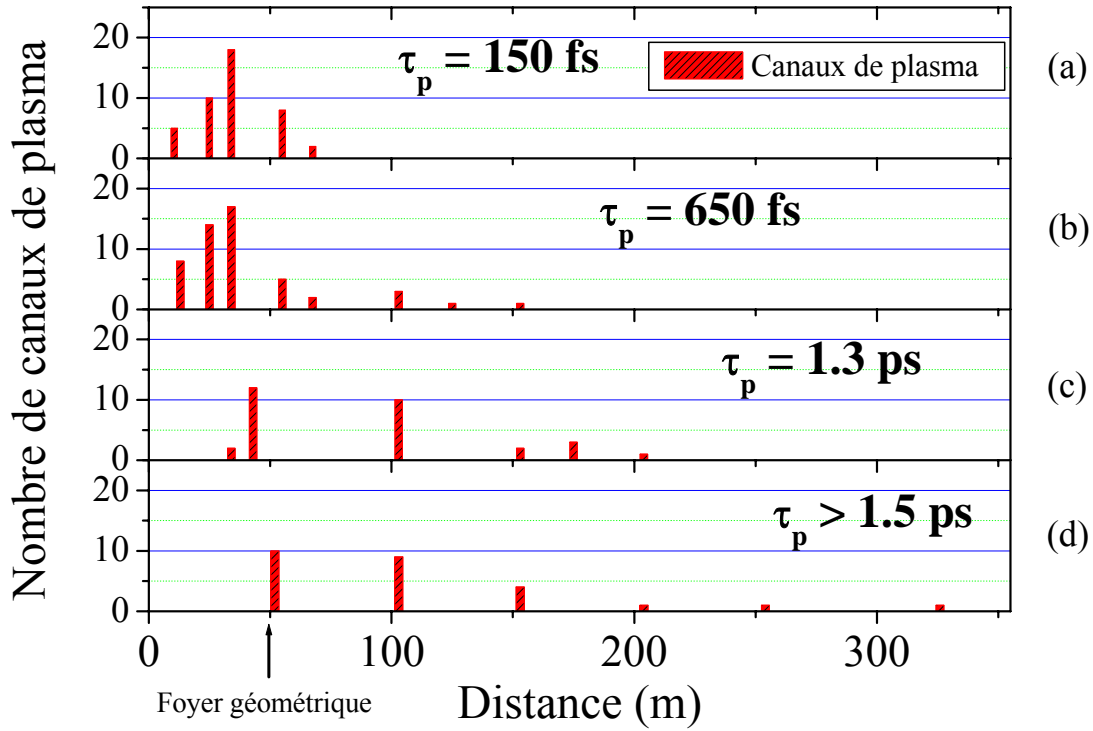 Nombre de canaux de plasma
20
10
0
τp = 150 fs
Canaux de plasma
(a)
20
10
0
τp = 650 fs
(b)
20
10
0
τp = 1.3 ps
(c)
20
10
0
τp > 1.5 ps
(d)
0 100 200 300
Foyer géométrique
Distance (m)